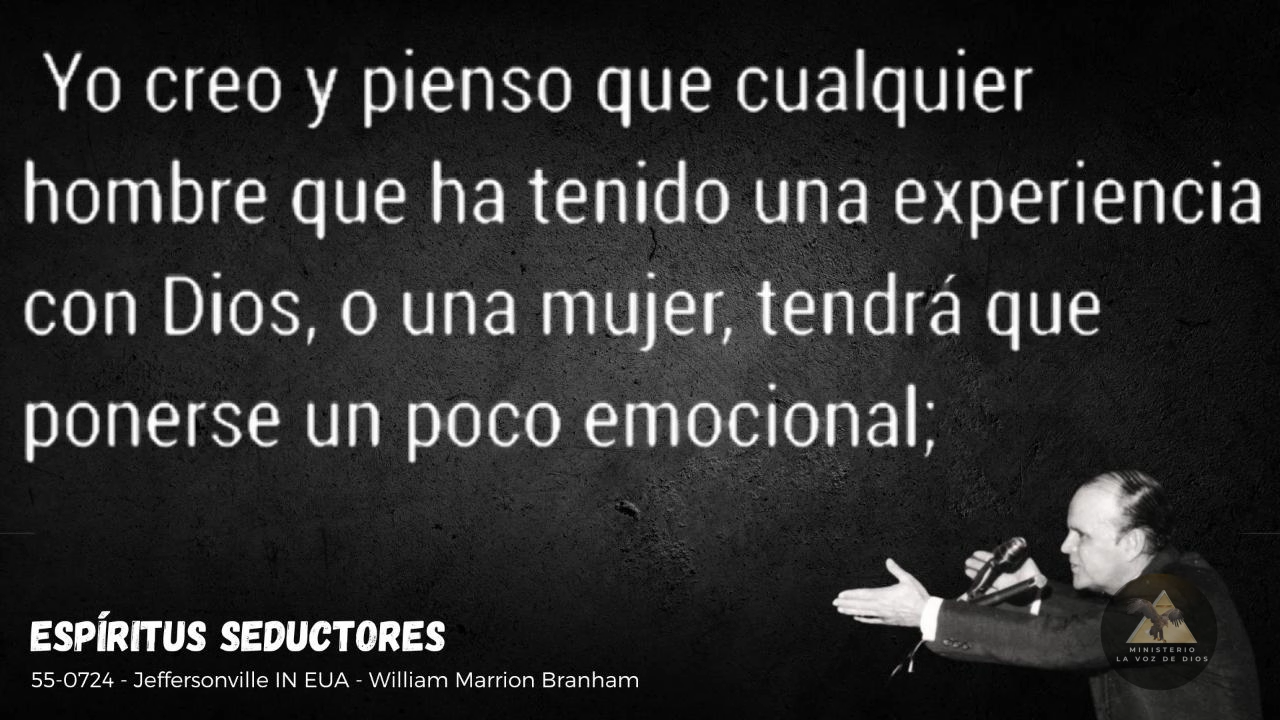 Yo creo y pienso que cualquier
hombre que ha tenido una experiencia
con Dios, o una mujer, tendrá que
ponerse un poco emocional;
ESPÍRITUS SEDUCTORES
55-0724 - Jeffersonville IN EUA - William Marrion Branham
MINISTERIO
LA VOZ DE DIOS